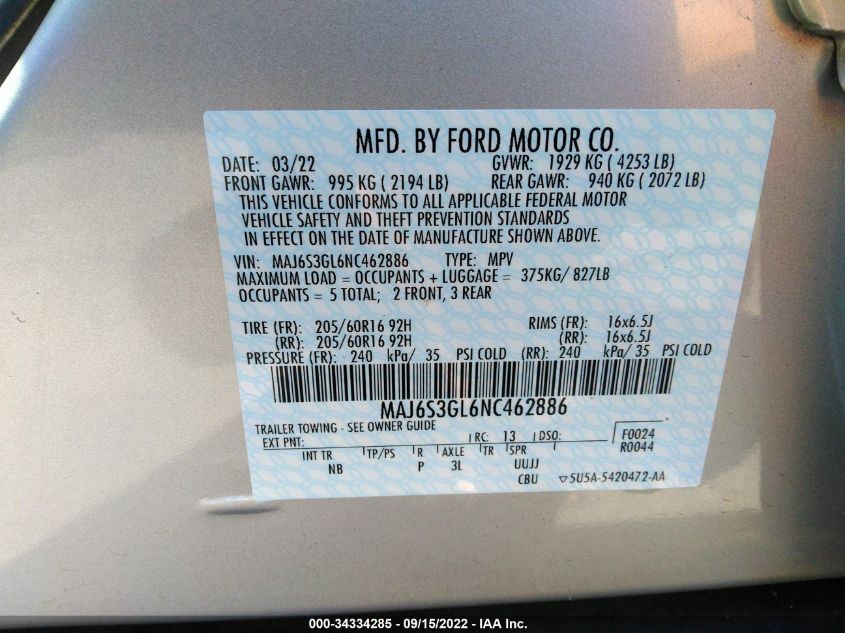 MFD. BY FORD MOTOR CO.
DATE: 03/22 GVWR: 1929 KG ( 4253 LB)
FRONT GAWR: 995 KG ( 2194 LB) REAR GAWR: 940 KG ( 2072 LB)
THIS VEHICLE CONFORMS TO ALL APPLICABLE FEDERAL MOTOR
VEHICLE SAFETY AND THEFT PREVENTION STANDARDS
IN EFFECT ON THE DATE OF MANUFACTURE SHOWN ABOVE.
VIN: MAJ6S3GL6NC462886 TYPE: MPV
MAXIMUM LOAD = OCCUPANTS + LUGGAGE = 375KG/ 827LB
OCCUPANTS = 5 TOTAL; 2 FRONT, 3 REAR
TIRE (FR): 205/60R16 92H RIMS (FR): 16x6.5J
(RR): 205/60R16 92H (RR): 16x6.5J
PRESSURE (FR): 240 kPa/ 35 PSI COLD (RR): 240 kPa/ 35 PSI COLD
MAJ6S3GL6NC462886
TRAILER TOWING - SEE OWNER GUIDE
EXT PNT: RC: 13 DSO: F0024
R0044
INT TR TP/PS R AXLE TR SPR
NB P 3L UUJJ
CBU ▽5U5A-5420472-AA
000-34334285 - 09/15/2022 - IAA Inc.